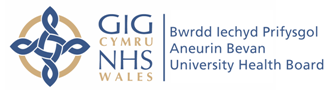 GIG
CYMRU
NHS
WALES
Bwrdd Iechyd Prifysgol
Aneurin Bevan
University Health Board